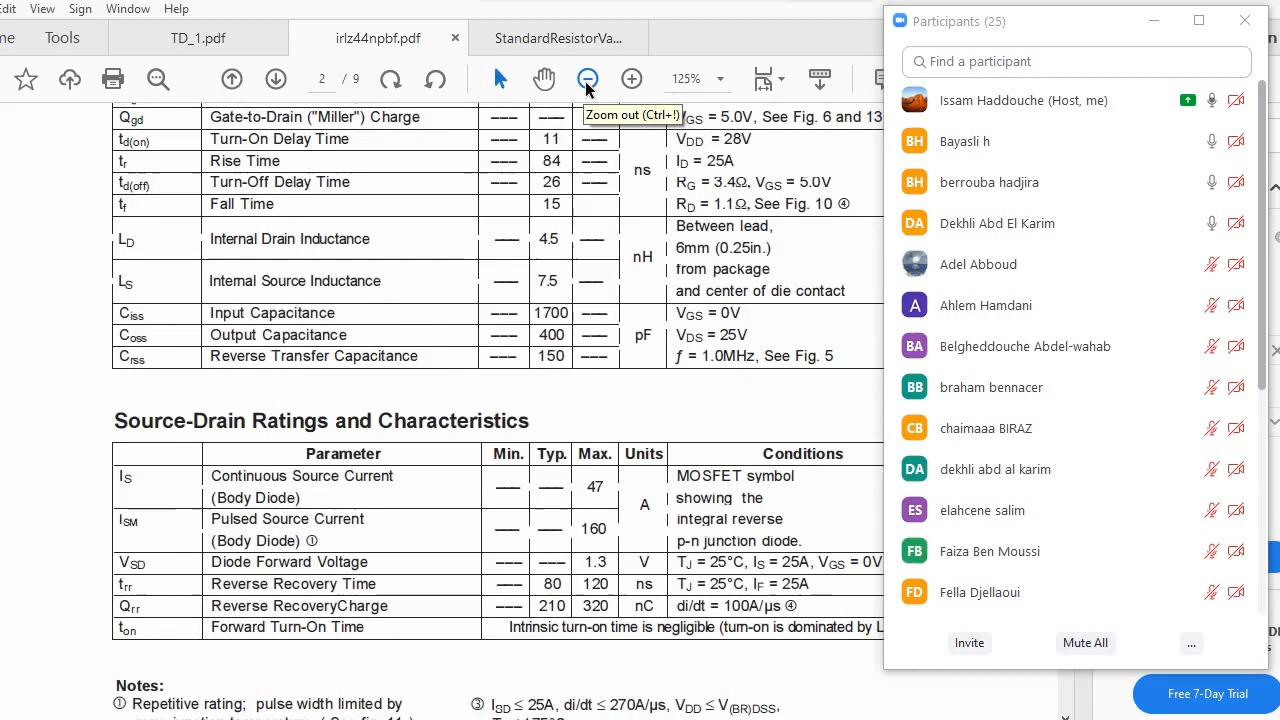 Edit View Sign Window Help
me Tools TD_1.pdf irlz44npbf.pdf × StandardResistorVa...
2 / 9 125%
Zoom out (Ctrl+!)
Qgd Gate-to-Drain ("Miller") Charge ––– ––– VGS = 5.0V, See Fig. 6 and 13
td(on) Turn-On Delay Time ––– 11 ––– ns VDD = 28V
tr Rise Time ––– 84 ––– ID = 25A
td(off) Turn-Off Delay Time ––– 26 ––– RG = 3.4Ω, VGS = 5.0V
tf Fall Time 15 RD = 1.1Ω, See Fig. 10 ④
LD Internal Drain Inductance ––– 4.5 ––– nH Between lead,
6mm (0.25in.)
from package
LS Internal Source Inductance ––– 7.5 –––
and center of die contact
Ciss Input Capacitance ––– 1700 ––– pF VGS = 0V
Coss Output Capacitance ––– 400 ––– VDS = 25V
Crss Reverse Transfer Capacitance ––– 150 ––– ƒ = 1.0MHz, See Fig. 5
Source-Drain Ratings and Characteristics
Parameter Min. Typ. Max. Units Conditions
IS Continuous Source Current ––– ––– 47 A MOSFET symbol
(Body Diode) showing the
ISM Pulsed Source Current ––– ––– 160 integral reverse
(Body Diode) ① p-n junction diode.
VSD Diode Forward Voltage ––– ––– 1.3 V TJ = 25°C, IS = 25A, VGS = 0V
trr Reverse Recovery Time ––– 80 120 ns TJ = 25°C, IF = 25A
Qrr Reverse RecoveryCharge ––– 210 320 nC di/dt = 100A/µs ④
ton Forward Turn-On Time Intrinsic turn-on time is negligible (turn-on is dominated by L
Notes:
① Repetitive rating; pulse width limited by
③ ISD ≤ 25A, di/dt ≤ 270A/µs, VDD ≤ V(BR)DSS,
Participants (25)
Find a participant
Issam Haddouche (Host, me)
BH Bayasli h
BH berrouba hadjira
DA Dekhli Abd El Karim
Adel Abboud
A Ahlem Hamdani
BA Belgheddouche Abdel-wahab
BB braham bennacer
CB chaimaaa BIRAZ
DA dekhli abd al karim
ES elahcene salim
FB Faiza Ben Moussi
FD Fella Djellaoui
Invite Mute All ...
Free 7-Day Trial